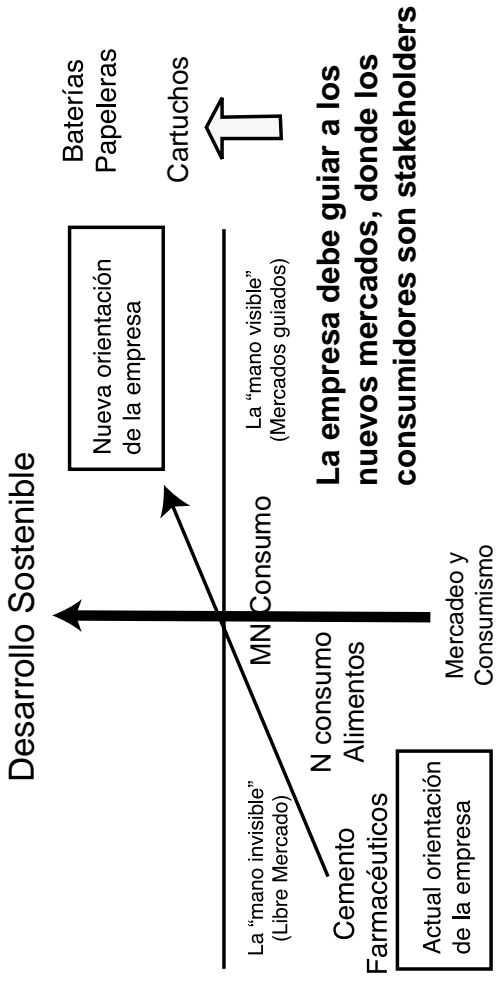 Desarrollo Sostenible
Nueva orientación
de la empresa
Baterías
Papeleras
Cartuchos
La “mano invisible”
(Libre Mercado)
La “mano visible”
(Mercados guiados)
MN Consumo
N consumo
Alimentos
Cemento
Farmacéuticos
Actual orientación
de la empresa
Mercadeo y
Consumismo
La empresa debe guiar a los
nuevos mercados, donde los
consumidores son stakeholders